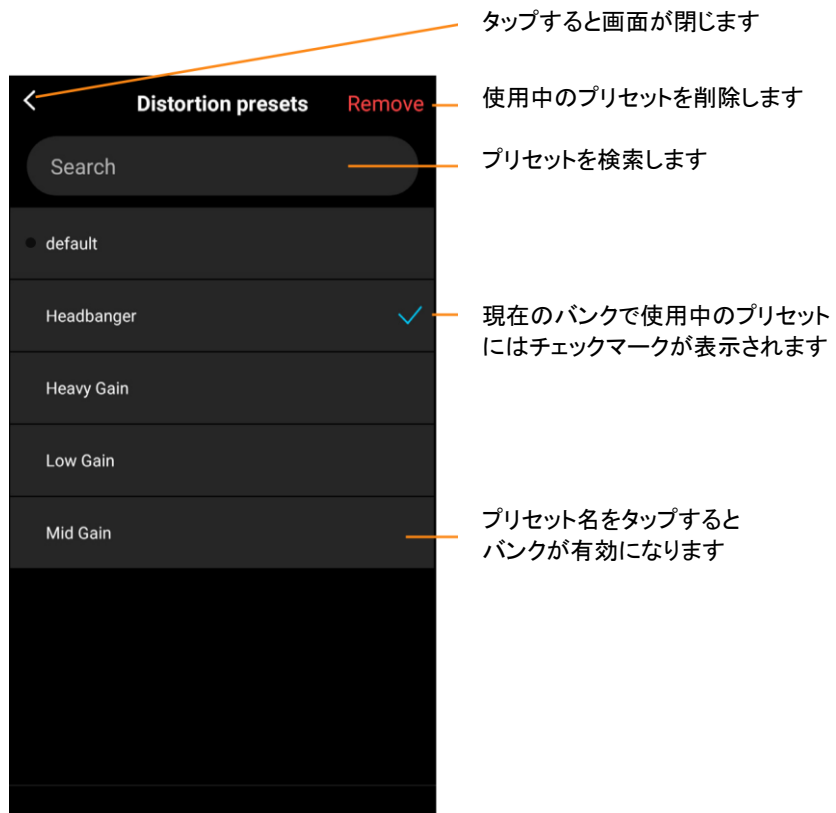 タップすると画面が閉じます
Distortion presets
Remove
使用中のプリセットを削除します
Search
プリセットを検索します
default
Headbanger
現在のバンクで使用中のプリセット
にはチェックマークが表示されます
Heavy Gain
Low Gain
Mid Gain
プリセット名をタップすると
バンクが有効になります